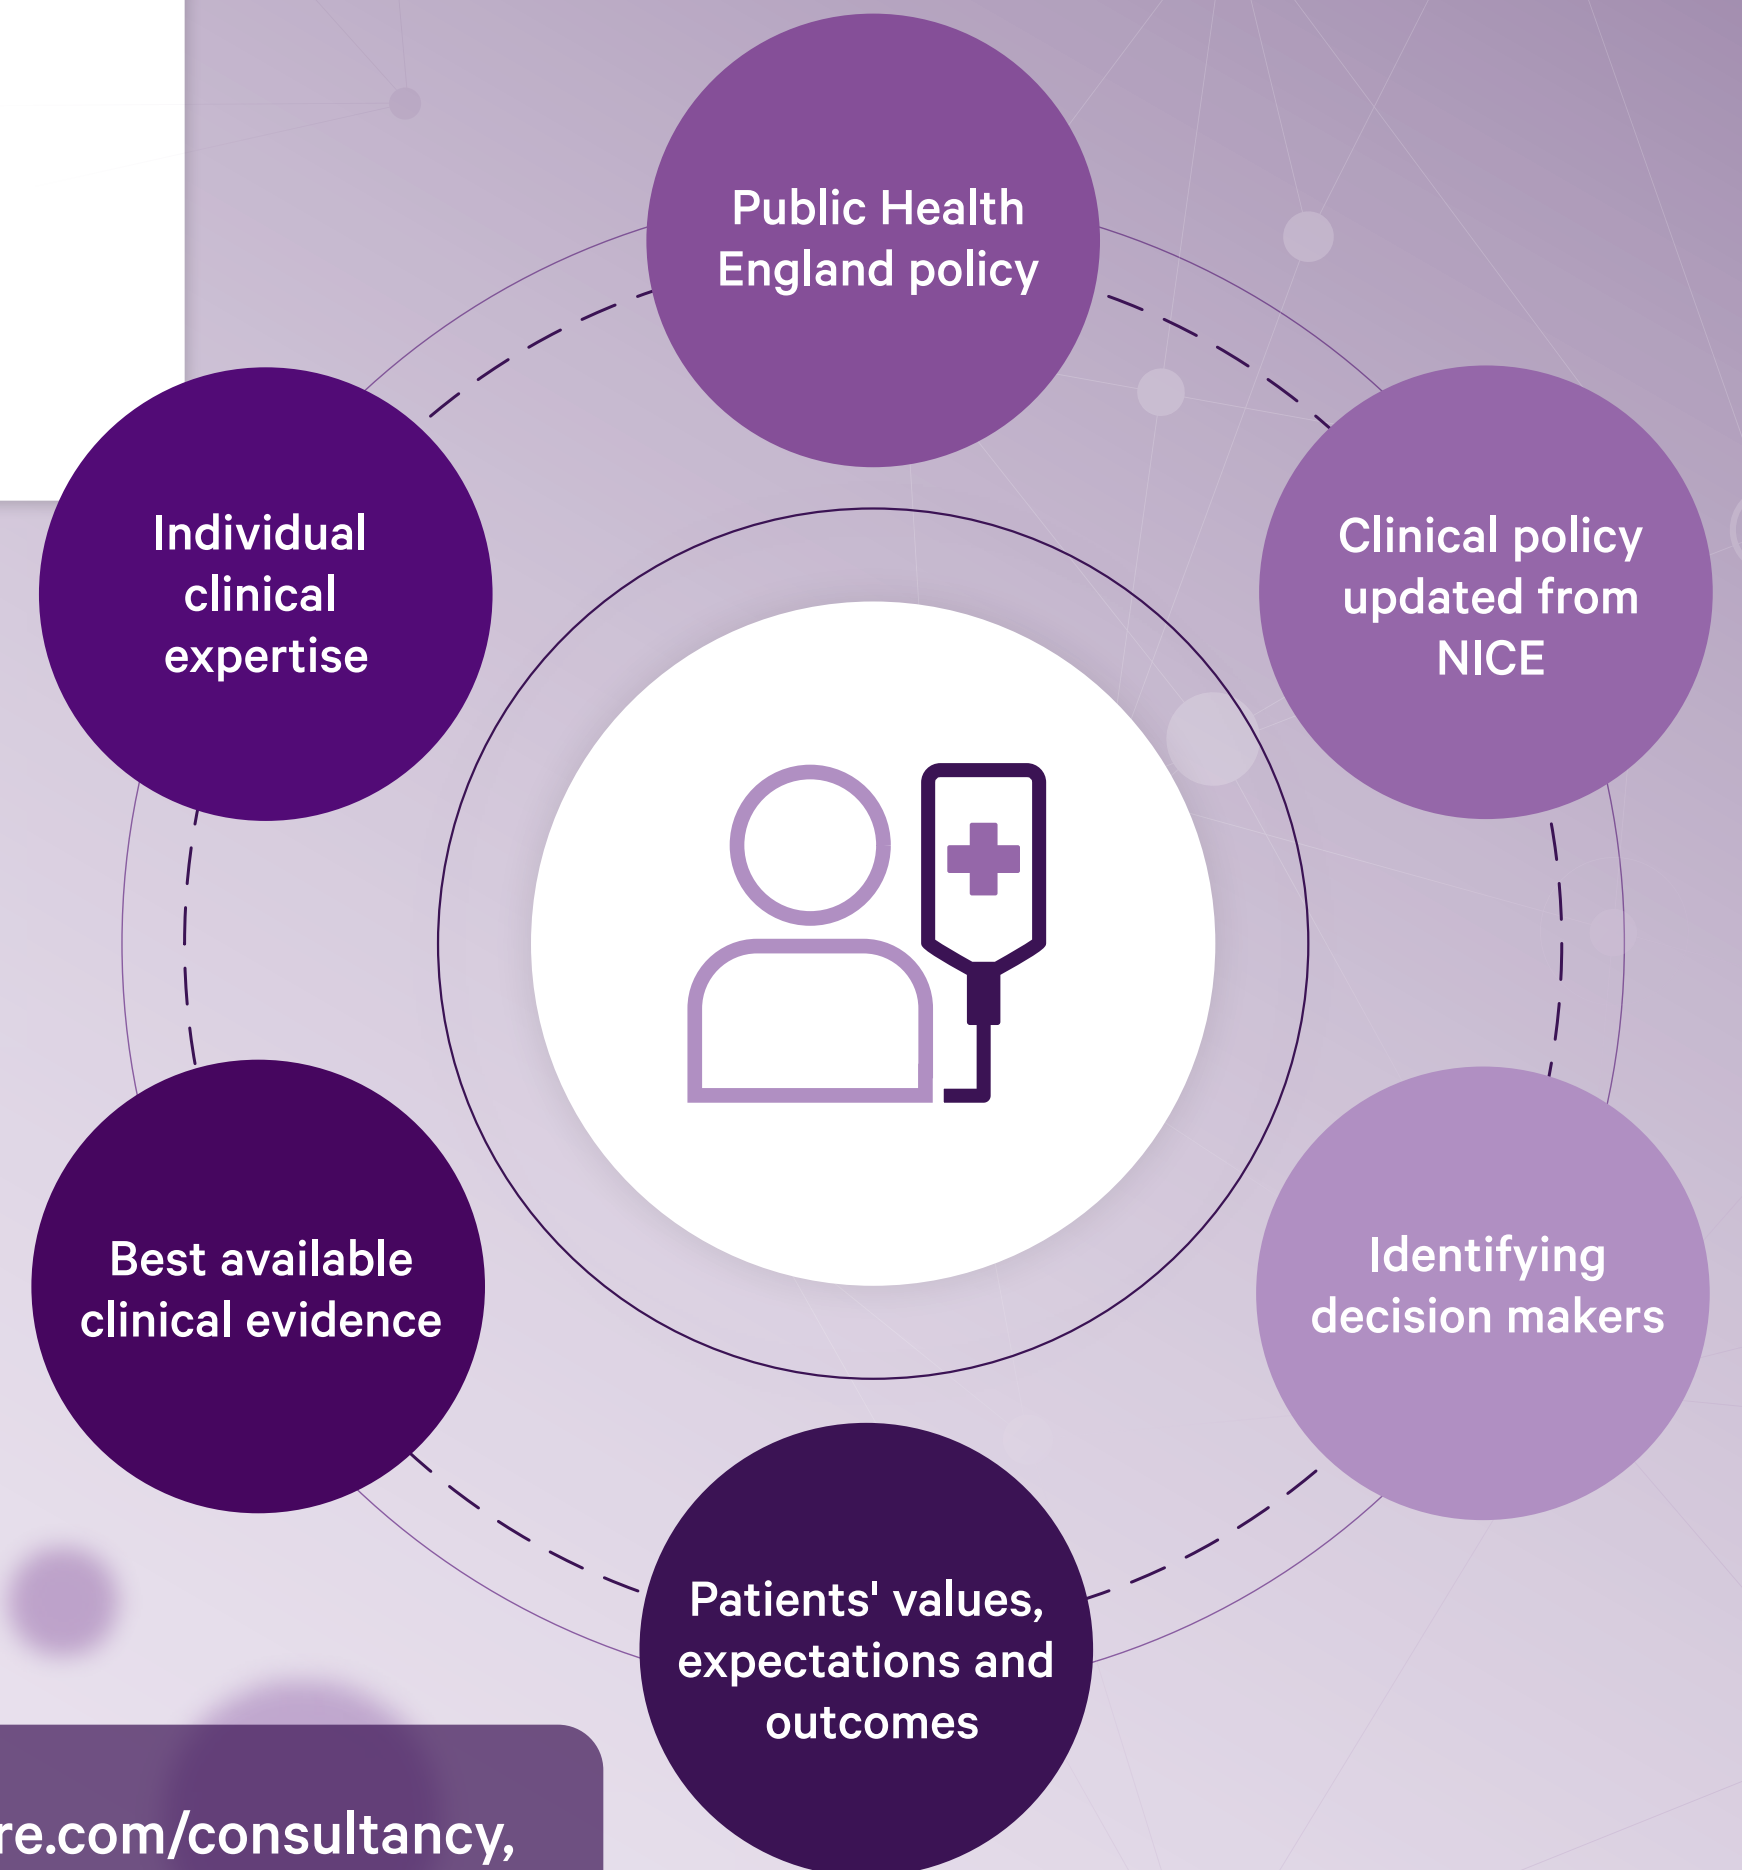 Public Health
England policy
Individual
clinical
expertise
Clinical policy
updated from
NICE
Best available
clinical evidence
Identifying
decision makers
Patients' values,
expectations and
outcomes
re.com/consultancy,